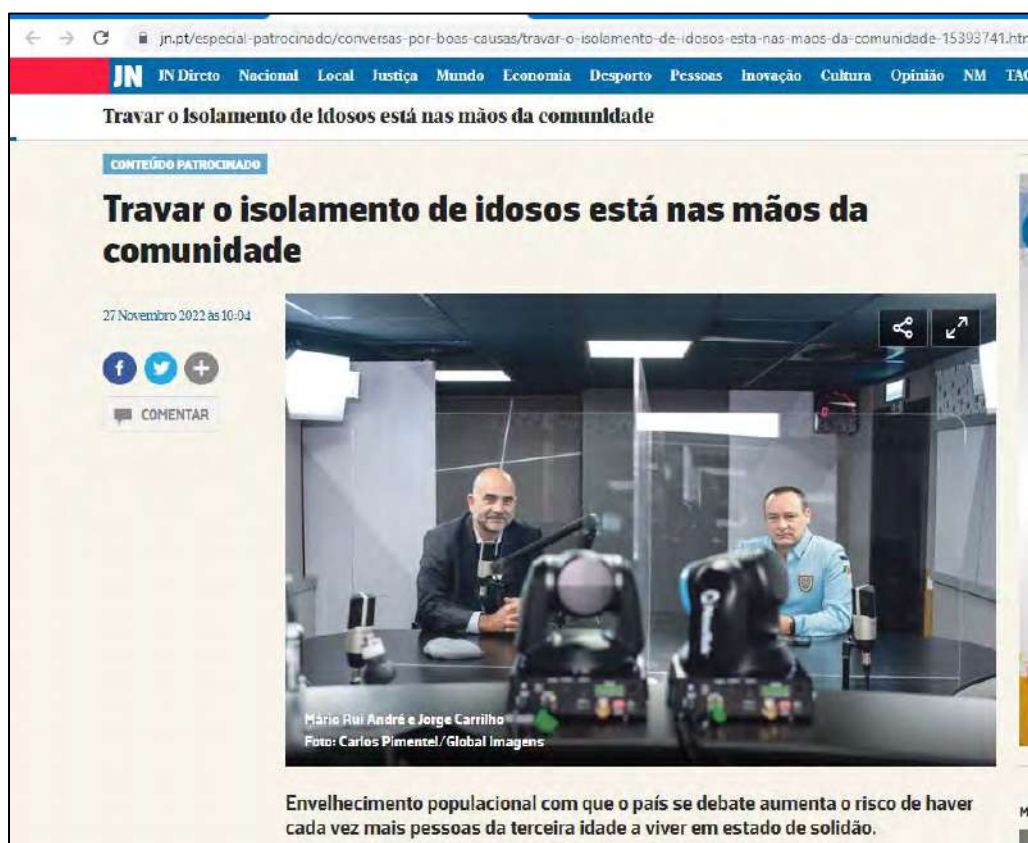 jn.pt/especial-patrocinado/conversas-por-boas-causas/travar-o-isolamento-de-idosos-esta-nas-maos-da-comunidade-15393741.htm
JN JN Direto Nacional Local Justiça Mundo Economia Desporto Pessoas Inovação Cultura Opinião NM TAG
Travar o isolamento de idosos está nas mãos da comunidade
CONTEÚDO PATROCINADO
Travar o isolamento de idosos está nas mãos da
comunidade
27 Novembro 2022 às 10:04
COMENTAR
Mário Rui André e Jorge Carrilho
Foto: Carlos Pimentel/Global Imagens
Envelhecimento populacional com que o país se debate aumenta o risco de haver
cada vez mais pessoas da terceira idade a viver em estado de solidão.
M